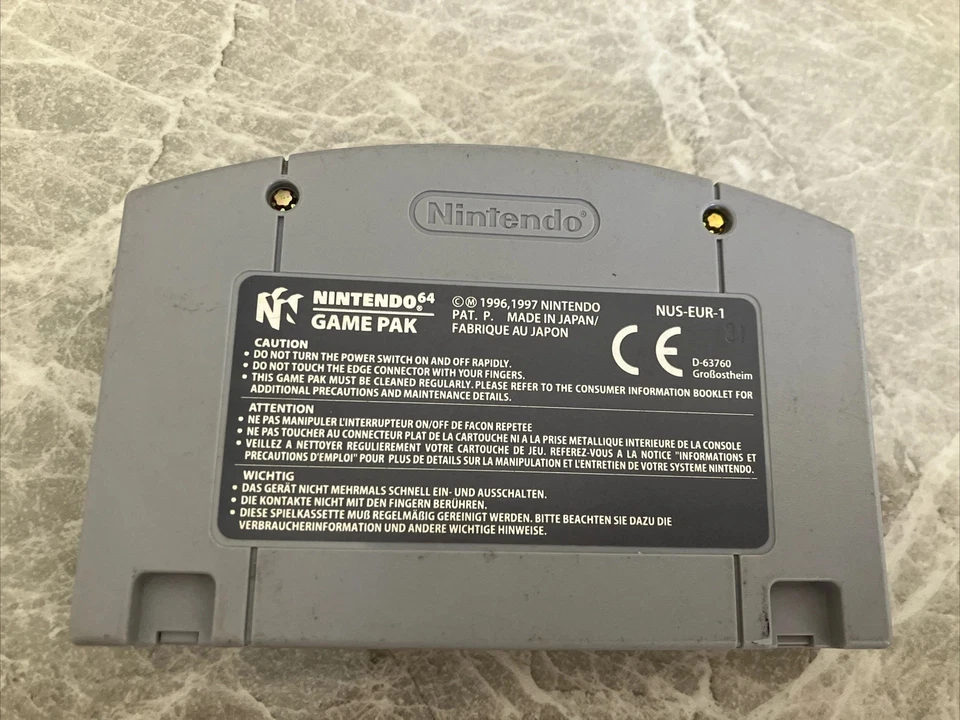 Nintendo®
NINTENDO®64
GAME PAK
©Ⓜ 1996,1997 NINTENDO
PAT. P. MADE IN JAPAN/
FABRIQUE AU JAPON
NUS-EUR-1
CE
D-63760
Großostheim
CAUTION
• DO NOT TURN THE POWER SWITCH ON AND OFF RAPIDLY.
• DO NOT TOUCH THE EDGE CONNECTOR WITH YOUR FINGERS.
• THIS GAME PAK MUST BE CLEANED REGULARLY. PLEASE REFER TO THE CONSUMER INFORMATION BOOKLET FOR
ADDITIONAL PRECAUTIONS AND MAINTENANCE DETAILS.
ATTENTION
• NE PAS MANIPULER L'INTERRUPTEUR ON/OFF DE FACON REPETEE
• NE PAS TOUCHER AU CONNECTEUR PLAT DE LA CARTOUCHE NI A LA PRISE METALLIQUE INTERIEURE DE LA CONSOLE
• VEILLEZ A NETTOYER REGULIEREMENT VOTRE CARTOUCHE DE JEU. REFEREZ-VOUS A LA NOTICE "INFORMATIONS ET
PRECAUTIONS D'EMPLOI" POUR PLUS DE DETAILS SUR LA MANIPULATION ET L'ENTRETIEN DE VOTRE SYSTEME NINTENDO.
WICHTIG
• DAS GERÄT NICHT MEHRMALS SCHNELL EIN- UND AUSSCHALTEN.
• DIE KONTAKTE NICHT MIT DEN FINGERN BERÜHREN.
• DIESE SPIELKASSETTE MUß REGELMÄßIG GEREINIGT WERDEN. BITTE BEACHTEN SIE DAZU DIE
VERBRAUCHERINFORMATION UND ANDERE WICHTIGE HINWEISE.